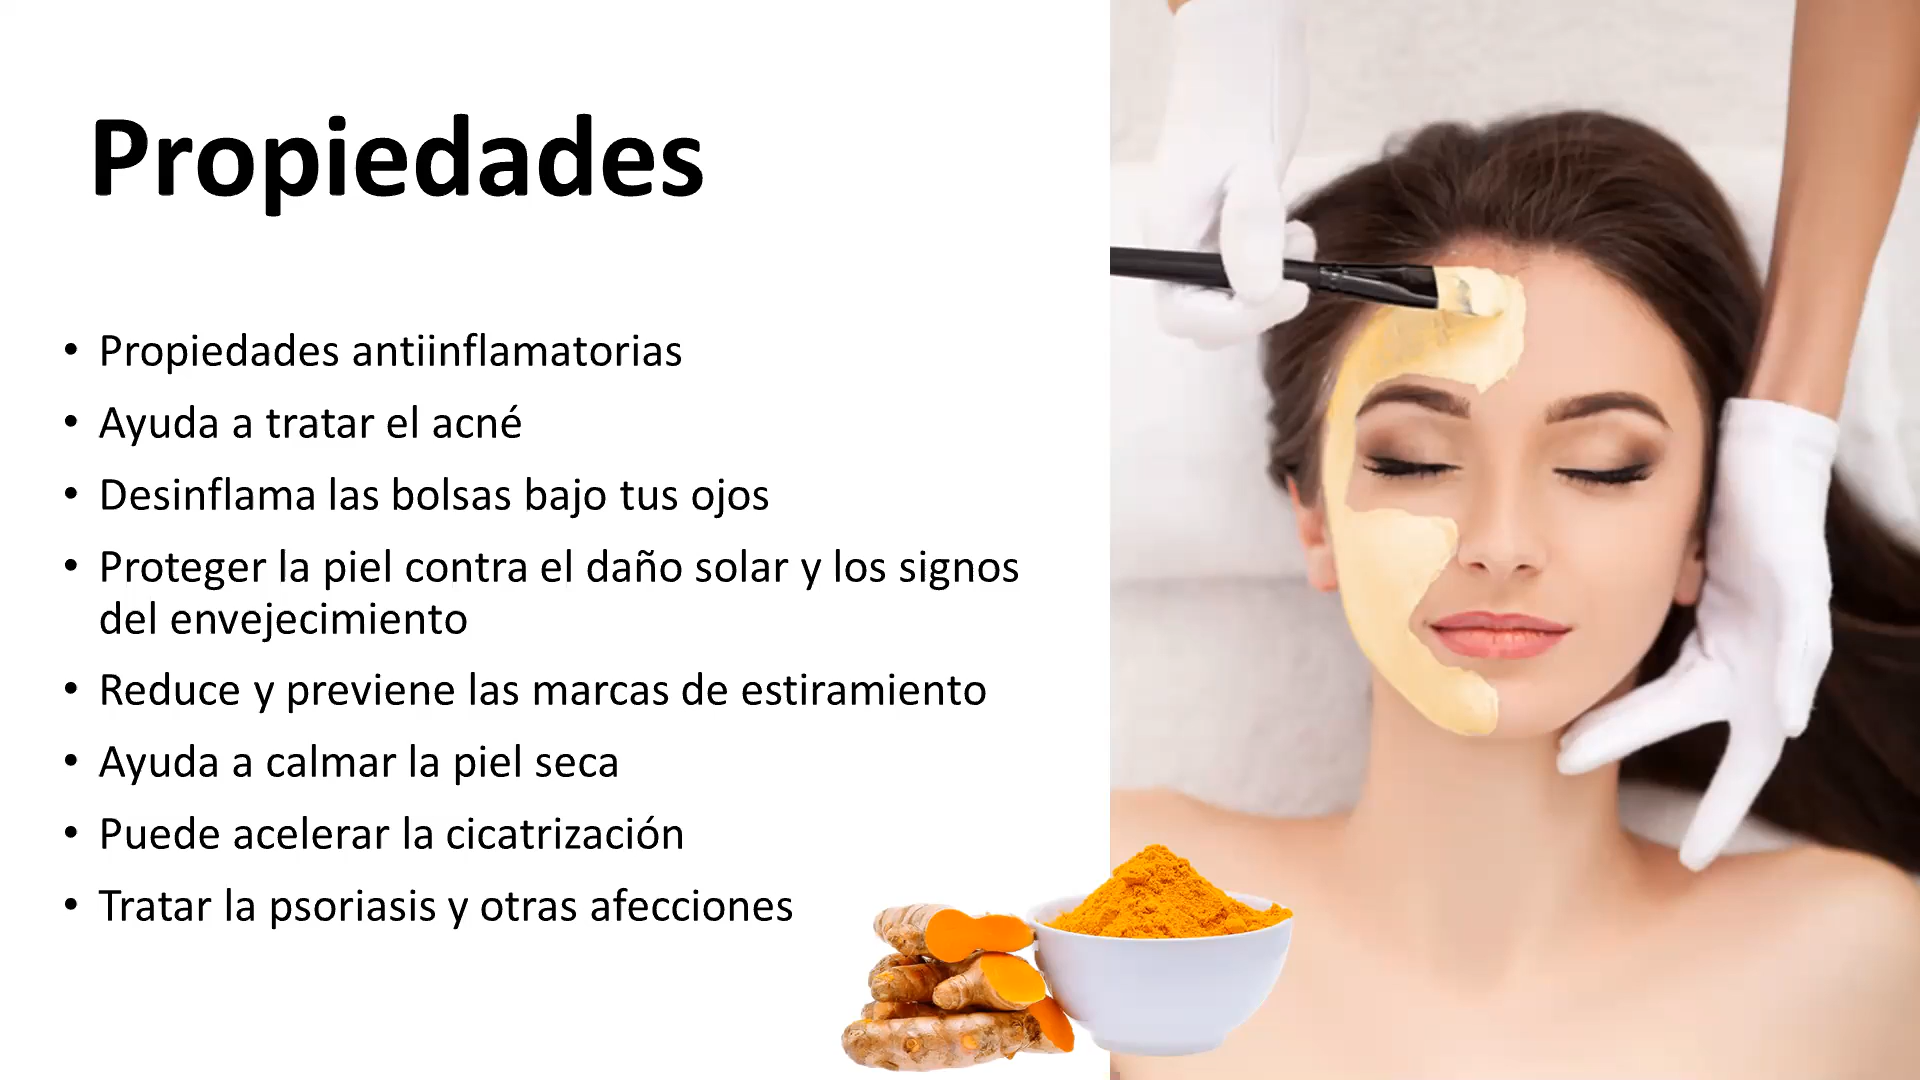 Propiedades
• Propiedades antiinflamatorias
• Ayuda a tratar el acné
• Desinflama las bolsas bajo tus ojos
• Proteger la piel contra el daño solar y los signos
del envejecimiento
• Reduce y previene las marcas de estiramiento
• Ayuda a calmar la piel seca
• Puede acelerar la cicatrización
• Tratar la psoriasis y otras afecciones